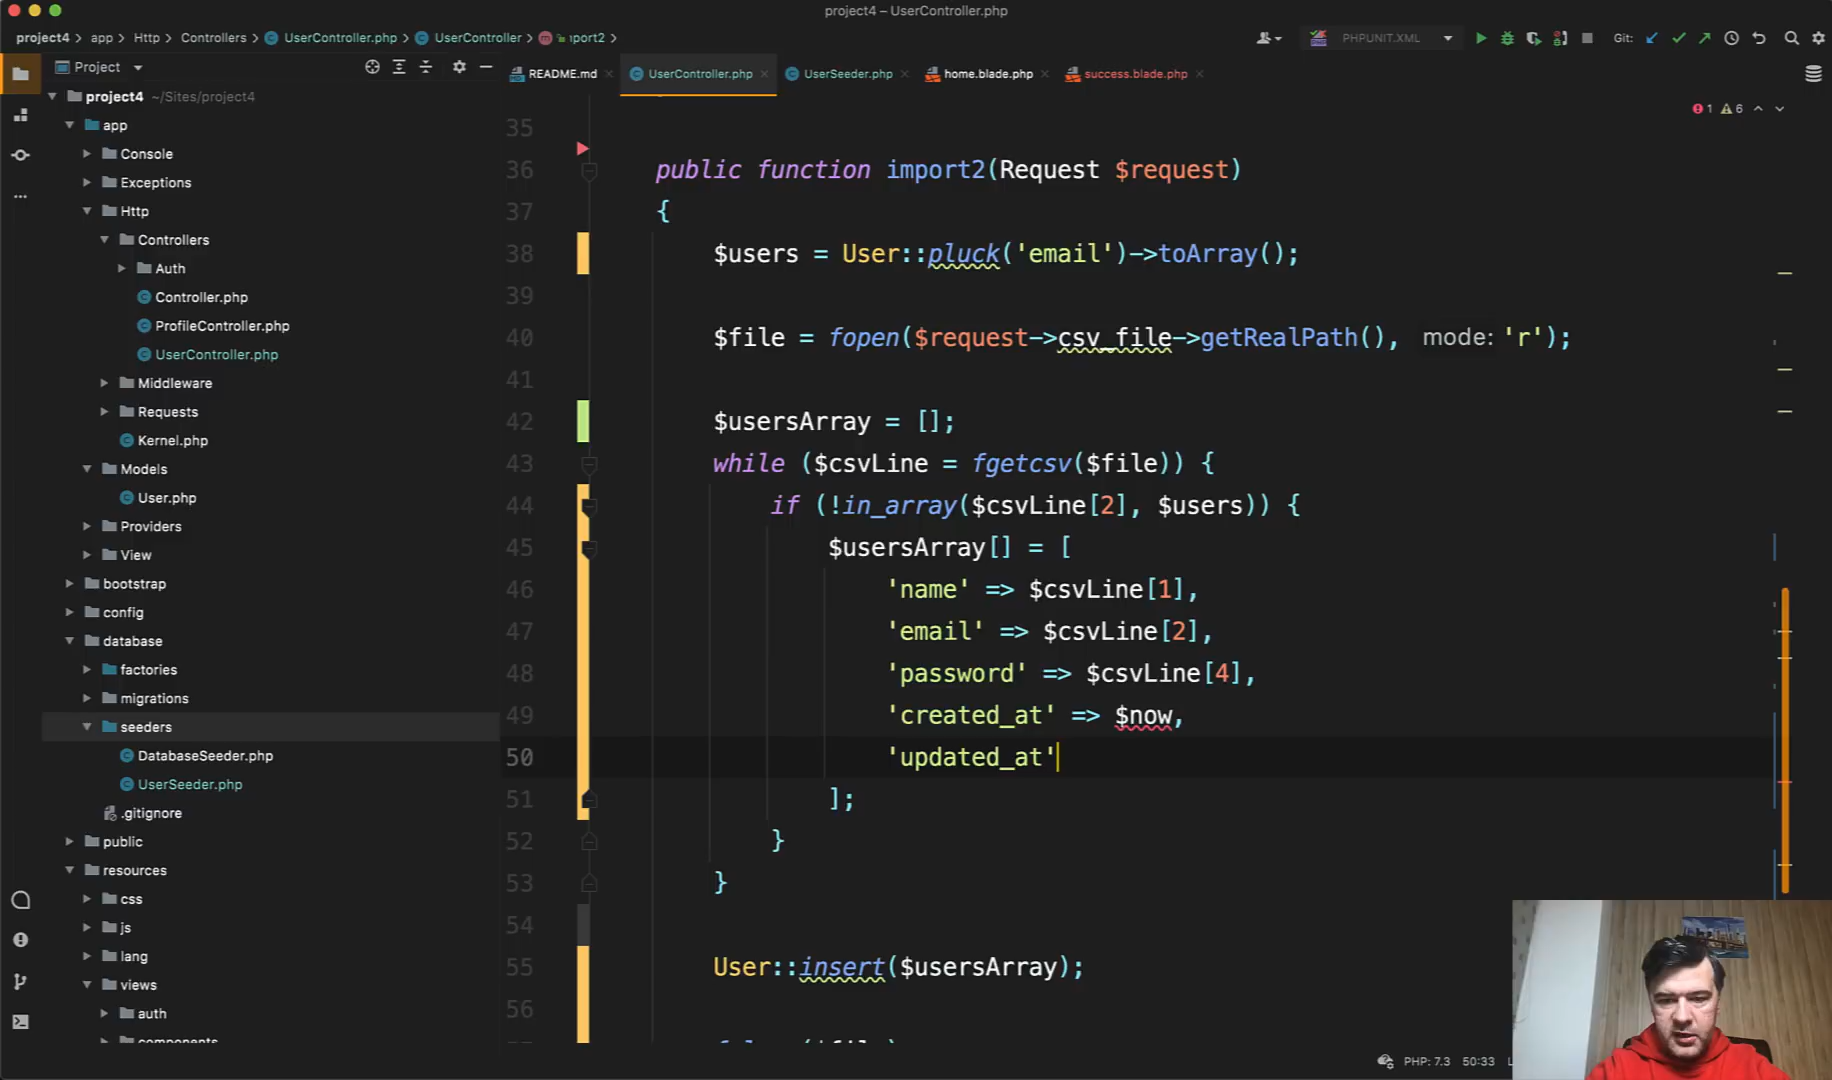 project4 – UserController.php
project4 > app > Http > Controllers > UserController.php > UserController > import2 >
PHPUNIT.XML
Git:
Project
README.md
UserController.php
UserSeeder.php
home.blade.php
success.blade.php
project4 ~/Sites/project4
app
Console
Exceptions
Http
Controllers
Auth
Controller.php
ProfileController.php
UserController.php
Middleware
Requests
Kernel.php
Models
User.php
Providers
View
bootstrap
config
database
factories
migrations
seeders
DatabaseSeeder.php
UserSeeder.php
.gitignore
public
resources
css
js
lang
views
auth
components
1 6
35
36 public function import2(Request $request)
37 {
38 $users = User::pluck('email')->toArray();
39
40 $file = fopen($request->csv_file->getRealPath(), mode: 'r');
41
42 $usersArray = [];
43 while ($csvLine = fgetcsv($file)) {
44 if (!in_array($csvLine[2], $users)) {
45 $usersArray[] = [
46 'name' => $csvLine[1],
47 'email' => $csvLine[2],
48 'password' => $csvLine[4],
49 'created_at' => $now,
50 'updated_at'
51 ];
52 }
53 }
54
55 User::insert($usersArray);
56
PHP: 7.3 50:33